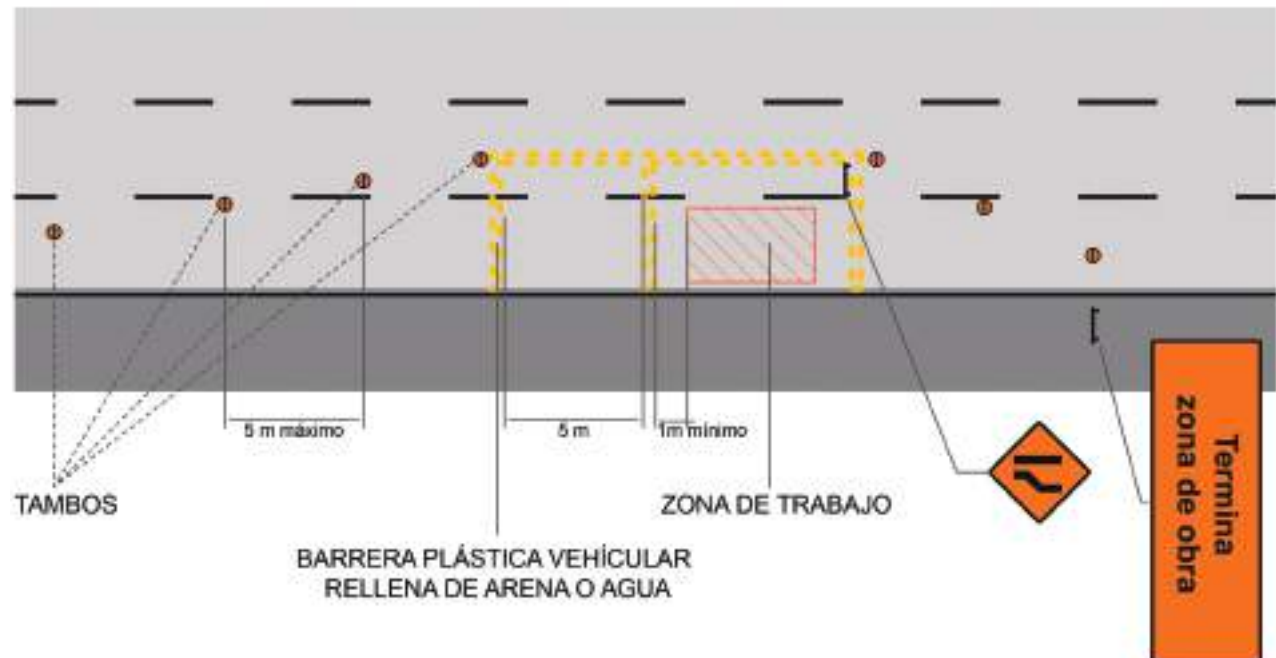 5 m máximo
5 m
1m mínimo
TAMBOS
ZONA DE TRABAJO
BARRERA PLÁSTICA VEHÍCULAR
RELLENA DE ARENA O AGUA
Termina
zona de obra